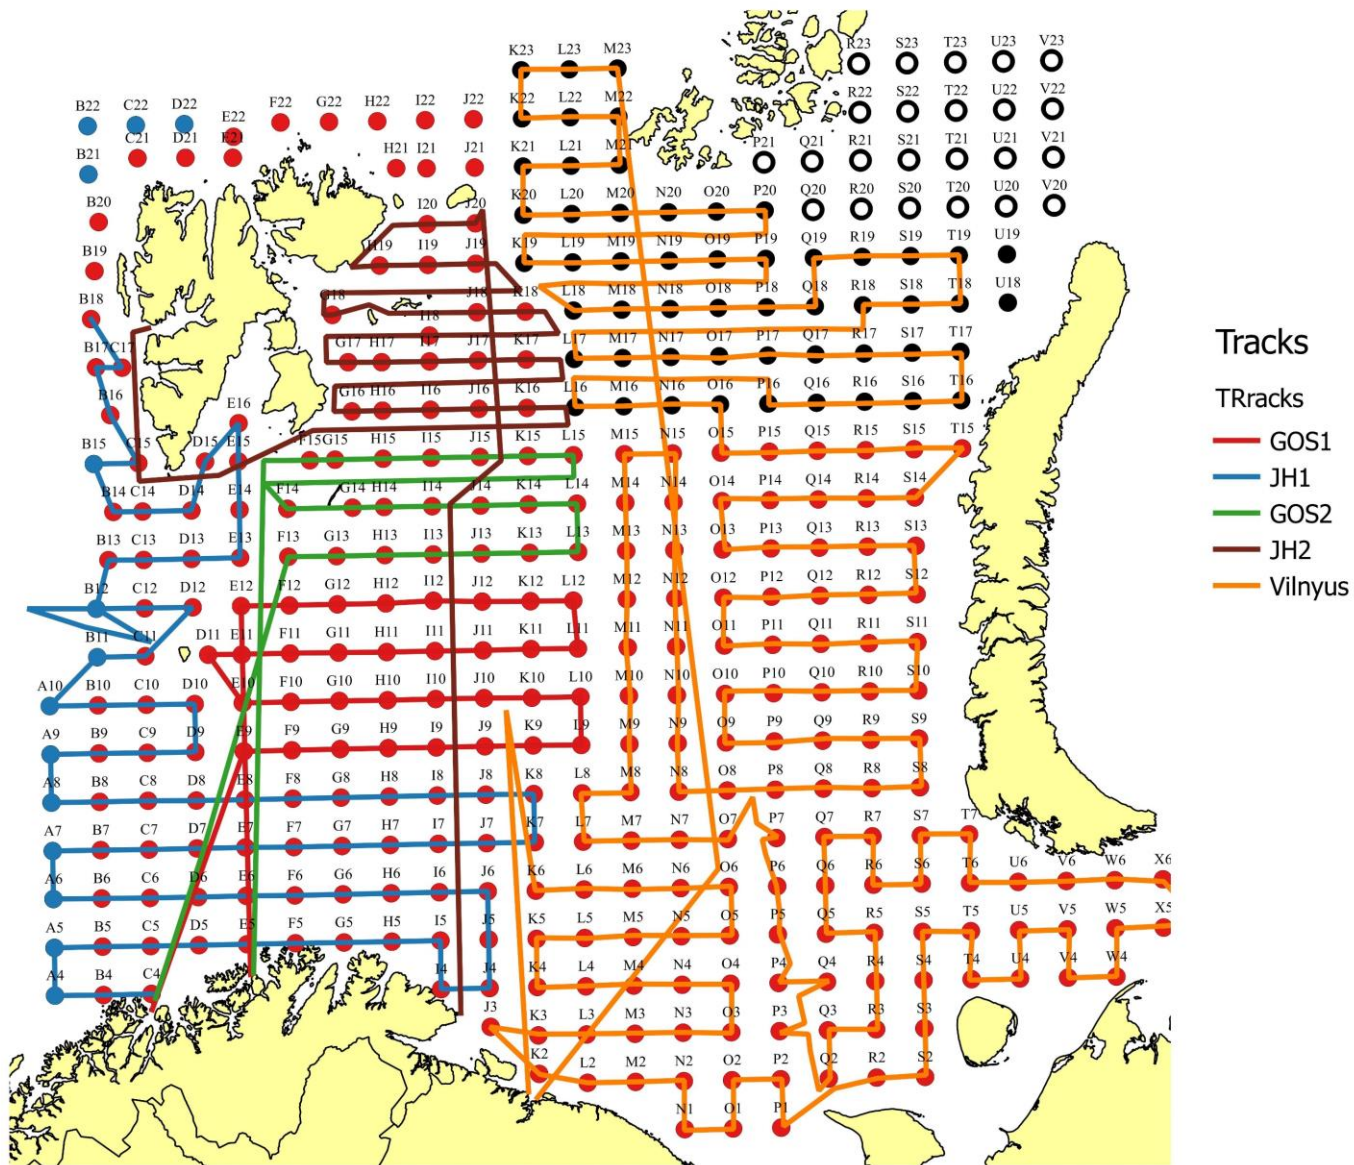 K23 L23 M23 R23 S23 T23 U23 V23
B22 C22 D22 E22 F22 G22 H22 I22 J22 K22 L22 M22 R22 S22 T22 U22 V22
B21 C21 D21 E21 H21 I21 J21 K21 L21 M21 P21 Q21 R21 S21 T21 U21 V21
B20 I20 J20 K20 L20 M20 N20 O20 P20 Q20 R20 S20 T20 U20 V20
B19 H19 I19 J19 K19 L19 M19 N19 O19 P19 Q19 R19 S19 T19 U19
B18 G18 I18 J18 K18 L18 M18 N18 O18 P18 Q18 R18 S18 T18 U18
B17 C17 G17 H17 I17 J17 K17 L17 M17 N17 O17 P17 Q17 R17 S17 T17
B16 E16 G16 H16 I16 J16 K16 L16 M16 N16 O16 P16 Q16 R16 S16 T16
B15 C15 D15 E15 F15 G15 H15 I15 J15 K15 L15 M15 N15 O15 P15 Q15 R15 S15 T15
B14 C14 D14 E14 F14 G14 H14 I14 J14 K14 L14 M14 N14 O14 P14 Q14 R14 S14
B13 C13 D13 E13 F13 G13 H13 I13 J13 K13 L13 M13 N13 O13 P13 Q13 R13 S13
B12 C12 D12 E12 F12 G12 H12 I12 J12 K12 L12 M12 N12 O12 P12 Q12 R12 S12
B11 C11 D11 E11 F11 G11 H11 I11 J11 K11 L11 M11 N11 O11 P11 Q11 R11 S11
A10 B10 C10 D10 E10 F10 G10 H10 I10 J10 K10 L10 M10 N10 O10 P10 Q10 R10 S10
A9 B9 C9 D9 E9 F9 G9 H9 I9 J9 K9 L9 M9 N9 O9 P9 Q9 R9 S9
A8 B8 C8 D8 E8 F8 G8 H8 I8 J8 K8 L8 M8 N8 O8 P8 Q8 R8 S8
A7 B7 C7 D7 E7 F7 G7 H7 I7 J7 K7 L7 M7 N7 O7 P7 Q7 R7 S7 T7
A6 B6 C6 D6 E6 F6 G6 H6 I6 J6 K6 L6 M6 N6 O6 P6 Q6 R6 S6 T6 U6 V6 W6 X6
A5 B5 C5 D5 E5 F5 G5 H5 I5 J5 K5 L5 M5 N5 O5 P5 Q5 R5 S5 T5 U5 V5 W5 X5
A4 B4 C4 I4 J4 K4 L4 M4 N4 O4 P4 Q4 R4 S4 T4 U4 V4 W4
J3 K3 L3 M3 N3 O3 P3 Q3 R3 S3
K2 L2 M2 N2 O2 P2 Q2 R2 S2
N1 O1 P1
Tracks
TRracks
GOS1
JH1
GOS2
JH2
Vilnyus